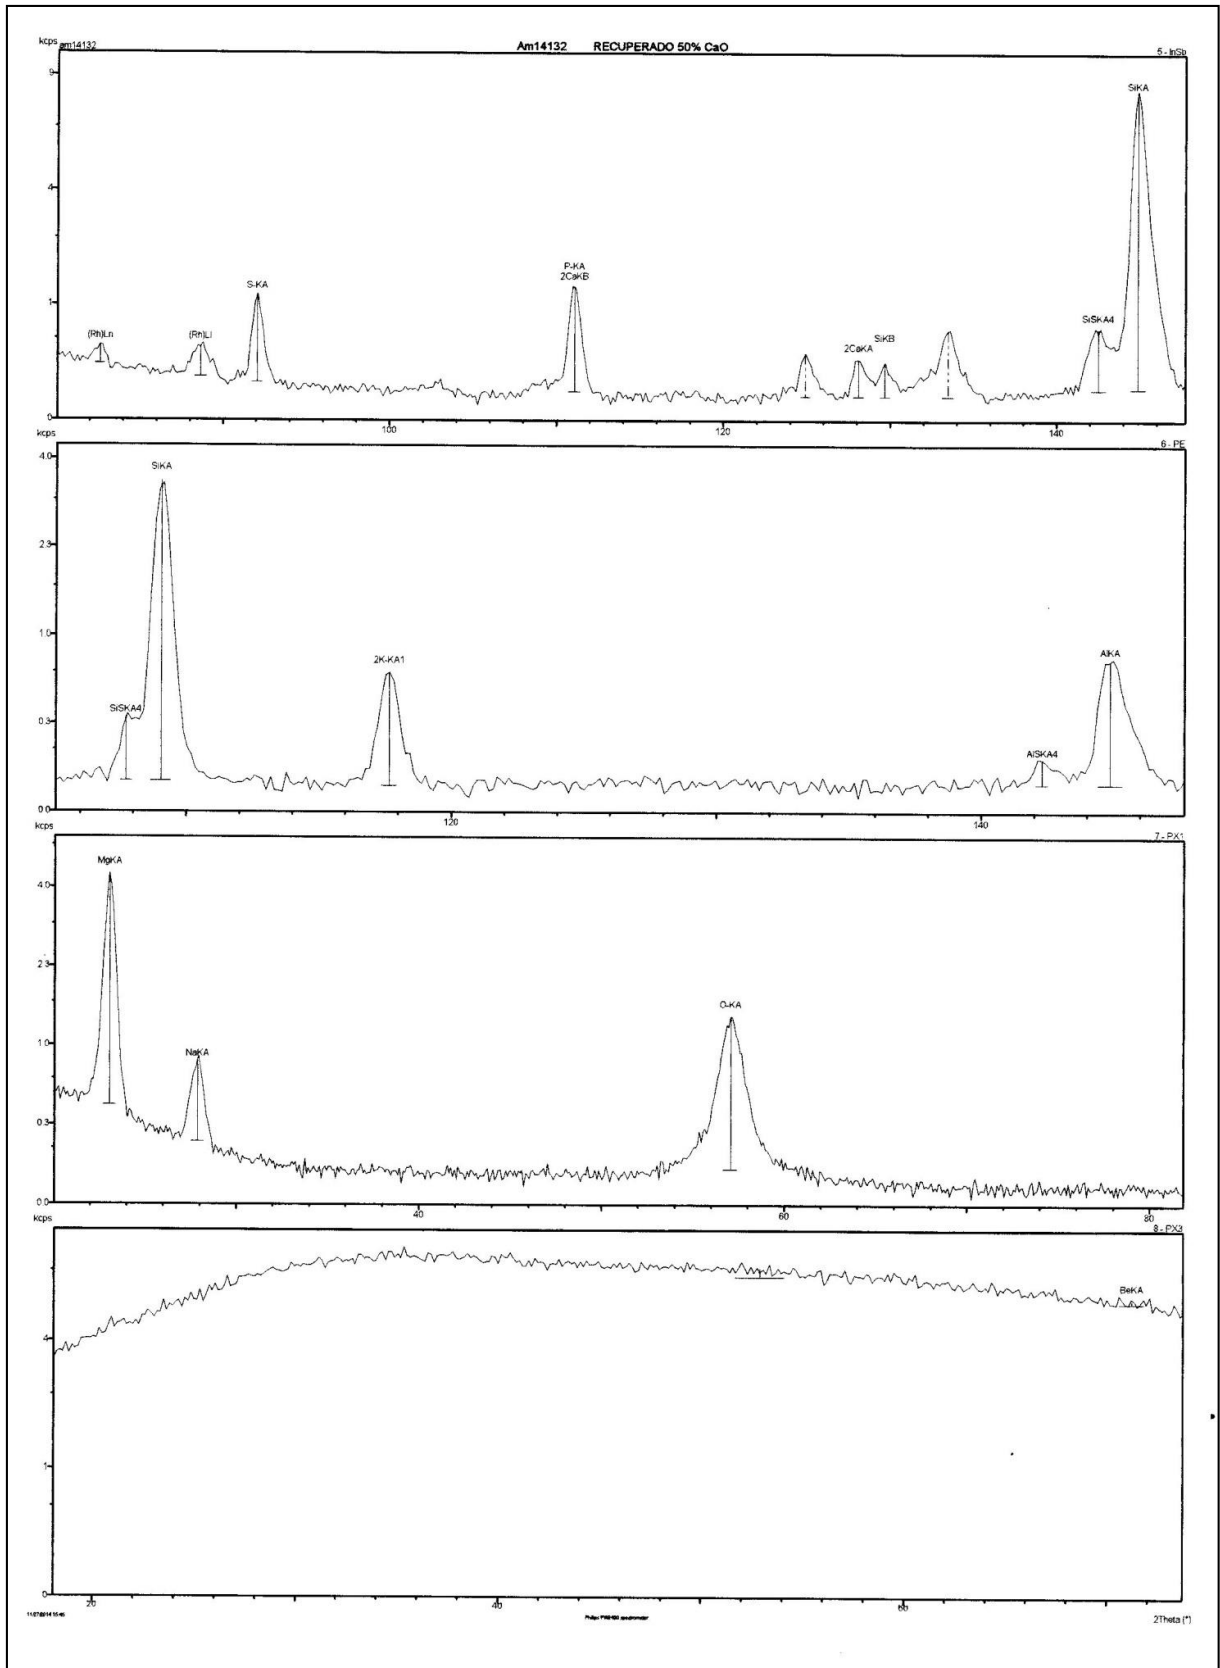 kcps am14132 Am14132 RECUPERADO 50% CaO 5 - InSb
9
SiKA
4
P-KA
2CaKB
S-KA
1
(Rh)Ln (Rh)LI SiSKA4
SiKB
2CaKA
0
100 120 140
kcps 6 - PE
4.0
SiKA
2.3
1.0
2K-KA1 AlKA
0.3
SiSKA4
AlSKA4
0.0
120 140
kcps 7 - PX1
MgKA
4.0
2.3
O-KA
1.0
NaKA
0.3
0.0
40 60 80
kcps 8 - PX3
BeKA
4
1
0
20 40 60
2Theta (°)